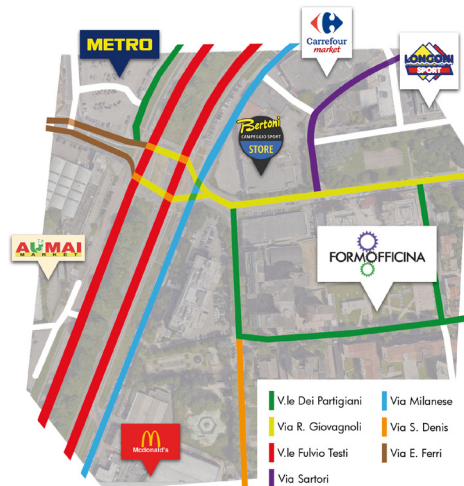 METRO
Carrefour
market
LONGONI
SPORT
Bertoni
CAMPEGGIO SPORT
STORE
AUMAI
MARKET
FORMOFFICINA
McDonald's
V.le Dei Partigiani
Via R. Giovagnoli
V.le Fulvio Testi
Via Sartori
Via Milanese
Via S. Denis
Via E. Ferri